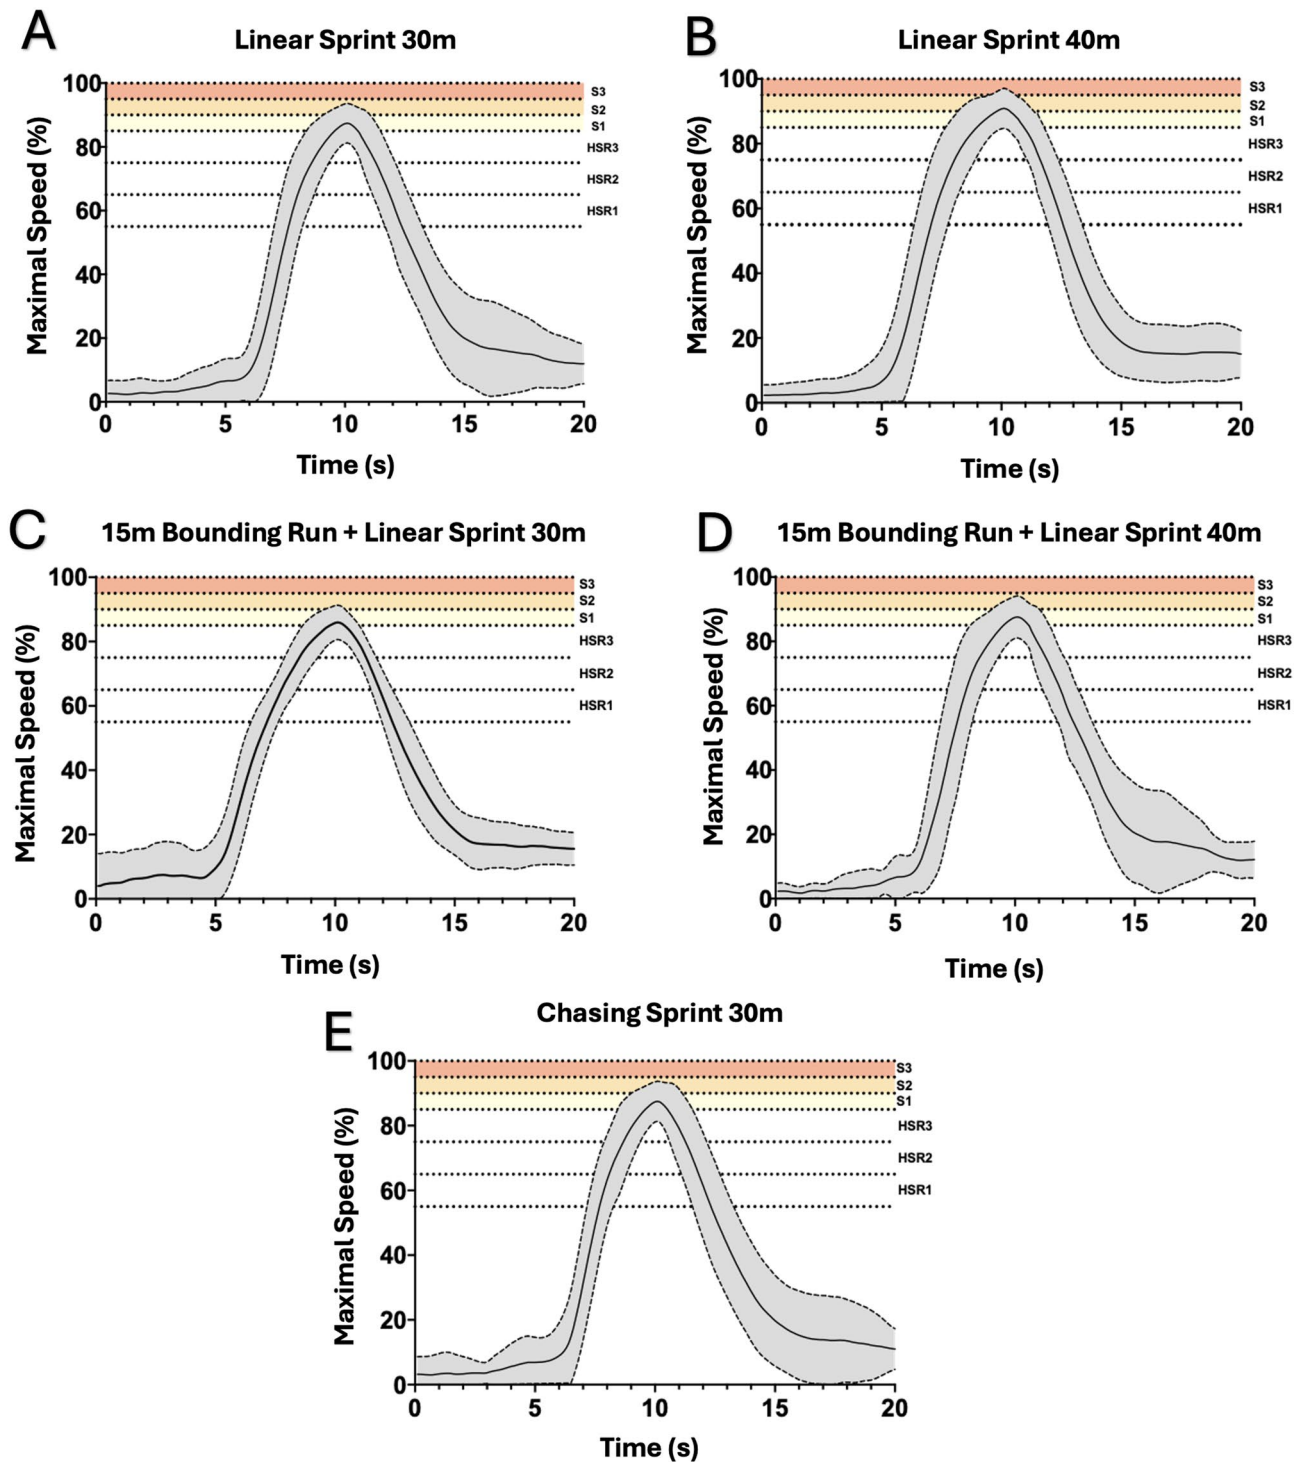 A
Linear Sprint 30m
Maximal Speed (%)
100
80
60
40
20
0
S3
S2
S1
HSR3
HSR2
HSR1
0 5 10 15 20
Time (s)
B
Linear Sprint 40m
Maximal Speed (%)
100
80
60
40
20
0
S3
S2
S1
HSR3
HSR2
HSR1
0 5 10 15 20
Time (s)
C
15m Bounding Run + Linear Sprint 30m
Maximal Speed (%)
100
80
60
40
20
0
S3
S2
S1
HSR3
HSR2
HSR1
0 5 10 15 20
Time (s)
D
15m Bounding Run + Linear Sprint 40m
Maximal Speed (%)
100
80
60
40
20
0
S3
S2
S1
HSR3
HSR2
HSR1
0 5 10 15 20
Time (s)
E
Chasing Sprint 30m
Maximal Speed (%)
100
80
60
40
20
0
S3
S2
S1
HSR3
HSR2
HSR1
0 5 10 15 20
Time (s)